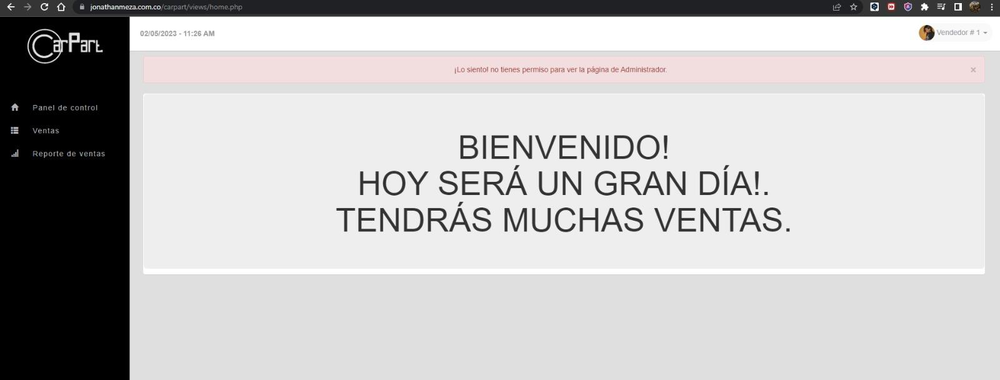 jonathanmeza.com.co/carpart/views/home.php
CarPart
02/05/2023 - 11:26 AM
Vendedor # 1
¡Lo siento! no tienes permiso para ver la página de Administrador.
×
Panel de control
Ventas
Reporte de ventas
BIENVENIDO!
HOY SERÁ UN GRAN DÍA!.
TENDRÁS MUCHAS VENTAS.